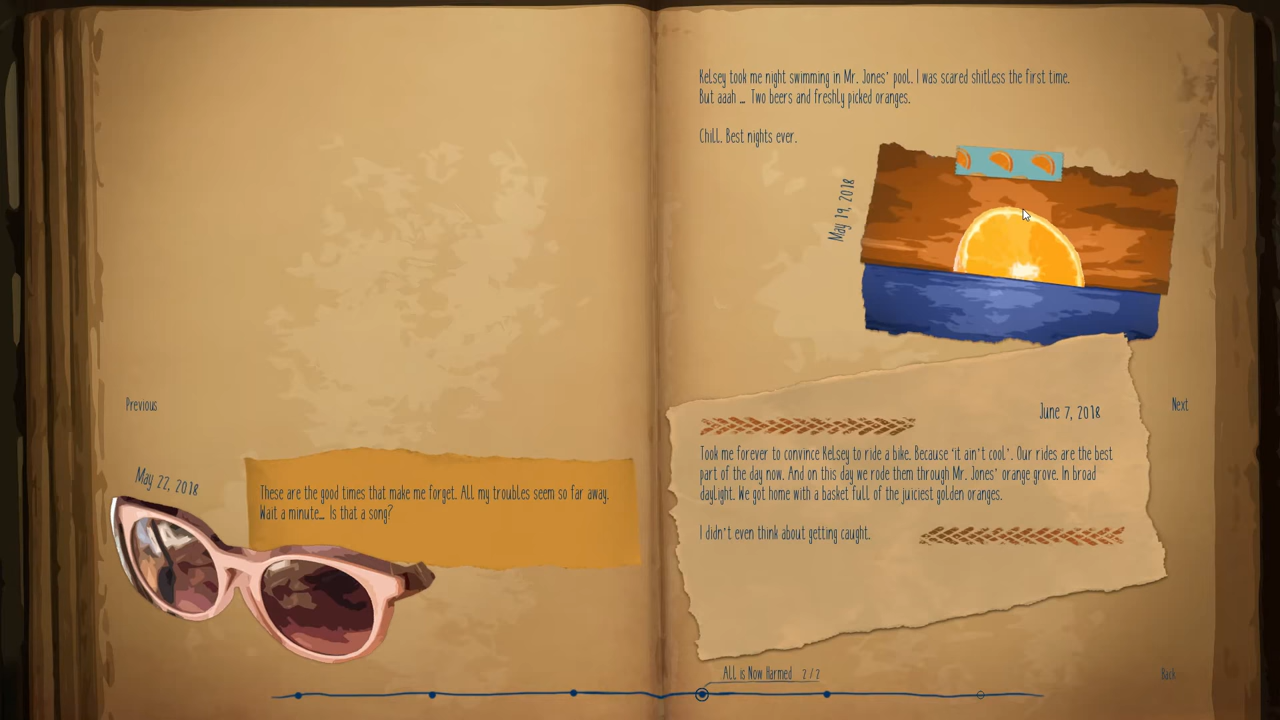 Previous
May 22, 2018
These are the good times that make me forget. All my troubles seem so far away.
Wait a minute... Is that a song?
Kelsey took me night swimming in Mr. Jones' pool. I was scared shitless the first time.
But aaah ... Two beers and freshly picked oranges.
Chill. Best nights ever.
May 19, 2018
Next
June 7, 2018
Took me forever to convince Kelsey to ride a bike. Because 'it ain't cool'. Our rides are the best
part of the day now. And on this day we rode them through Mr. Jones' orange grove. In broad
daylight. We got home with a basket full of the juiciest golden oranges.
I didn't even think about getting caught.
ALL is Now Harmed 2 / 2
Back